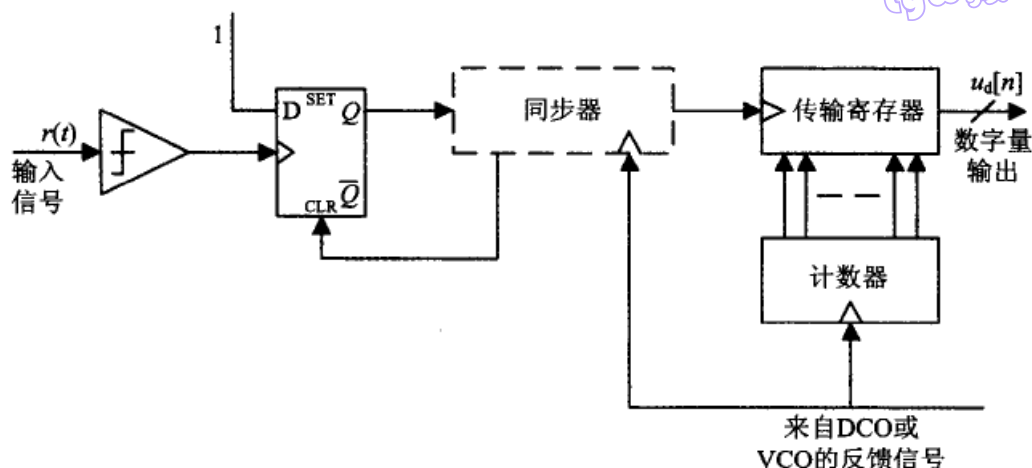 1
r(t)
输入
信号
D
SET
Q
Q̅
CLR
同步器
传输寄存器
u_d[n]
数字量
输出
计数器
来自DCO或
VCO的反馈信号